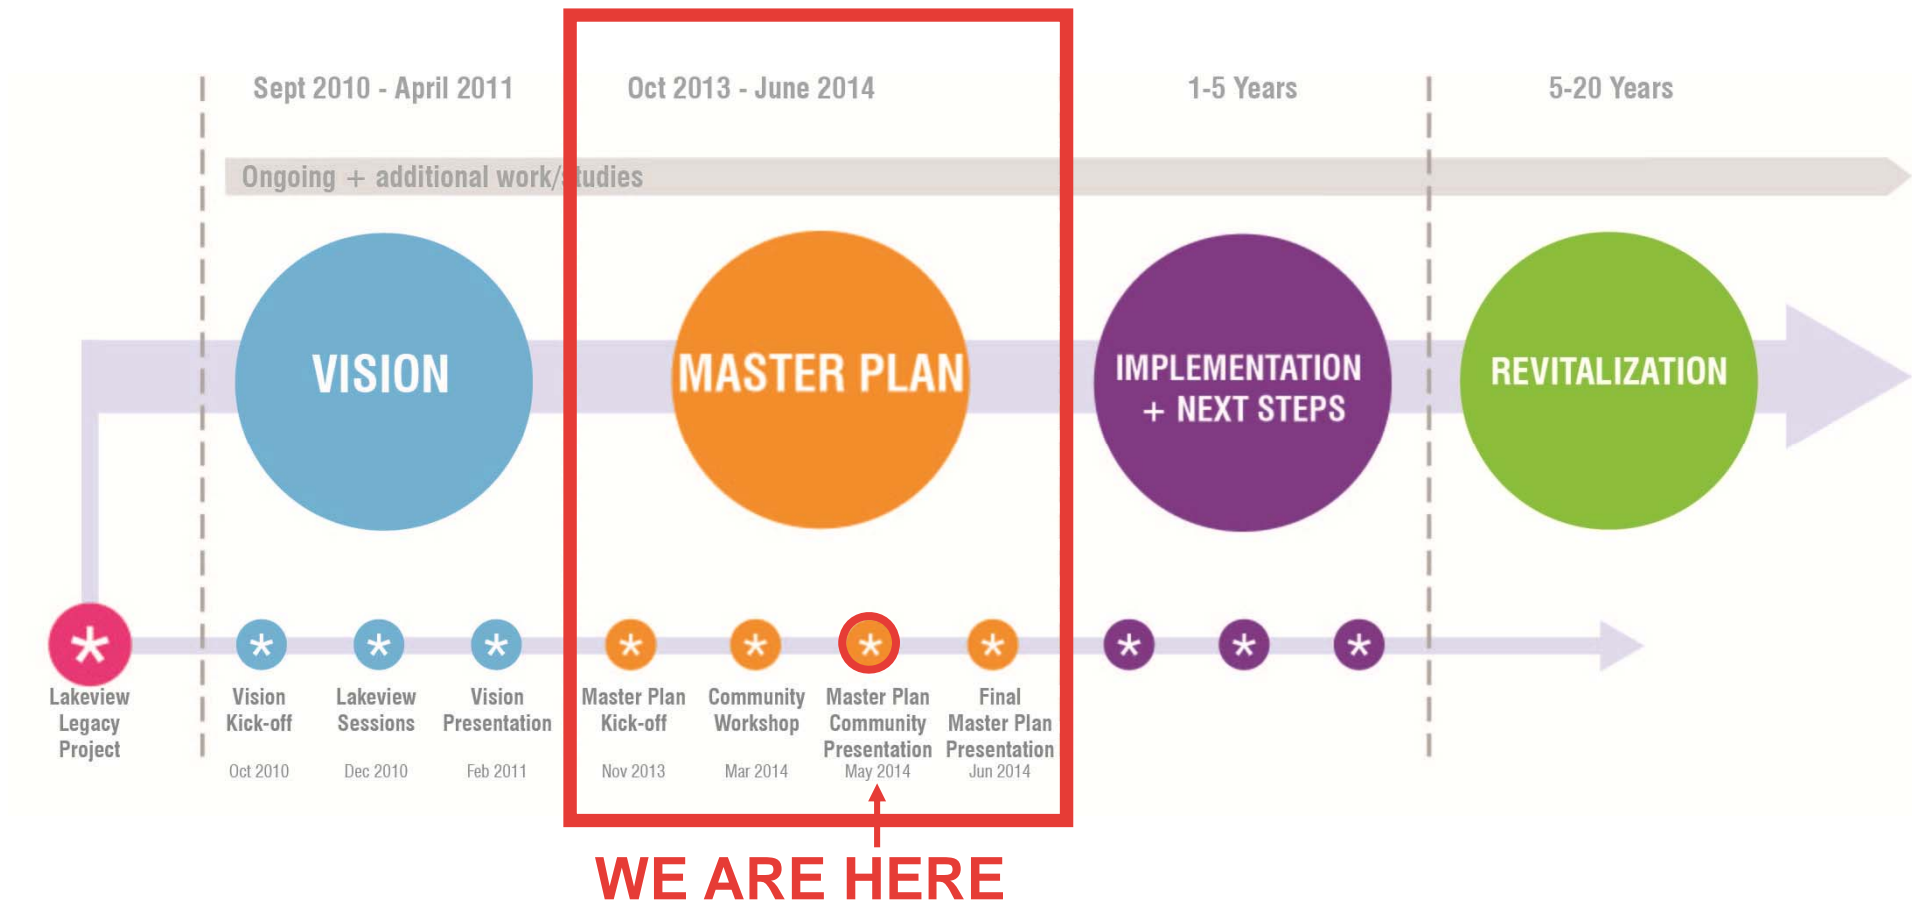 Sept 2010 - April 2011
Oct 2013 - June 2014
1-5 Years
5-20 Years
Ongoing + additional work/studies
VISION
MASTER PLAN
IMPLEMENTATION
+ NEXT STEPS
REVITALIZATION
Lakeview
Legacy
Project
Vision
Kick-off
Oct 2010
Lakeview
Sessions
Dec 2010
Vision
Presentation
Feb 2011
Master Plan
Kick-off
Nov 2013
Community
Workshop
Mar 2014
Master Plan
Community
Presentation
May 2014
Final
Master Plan
Presentation
Jun 2014
WE ARE HERE